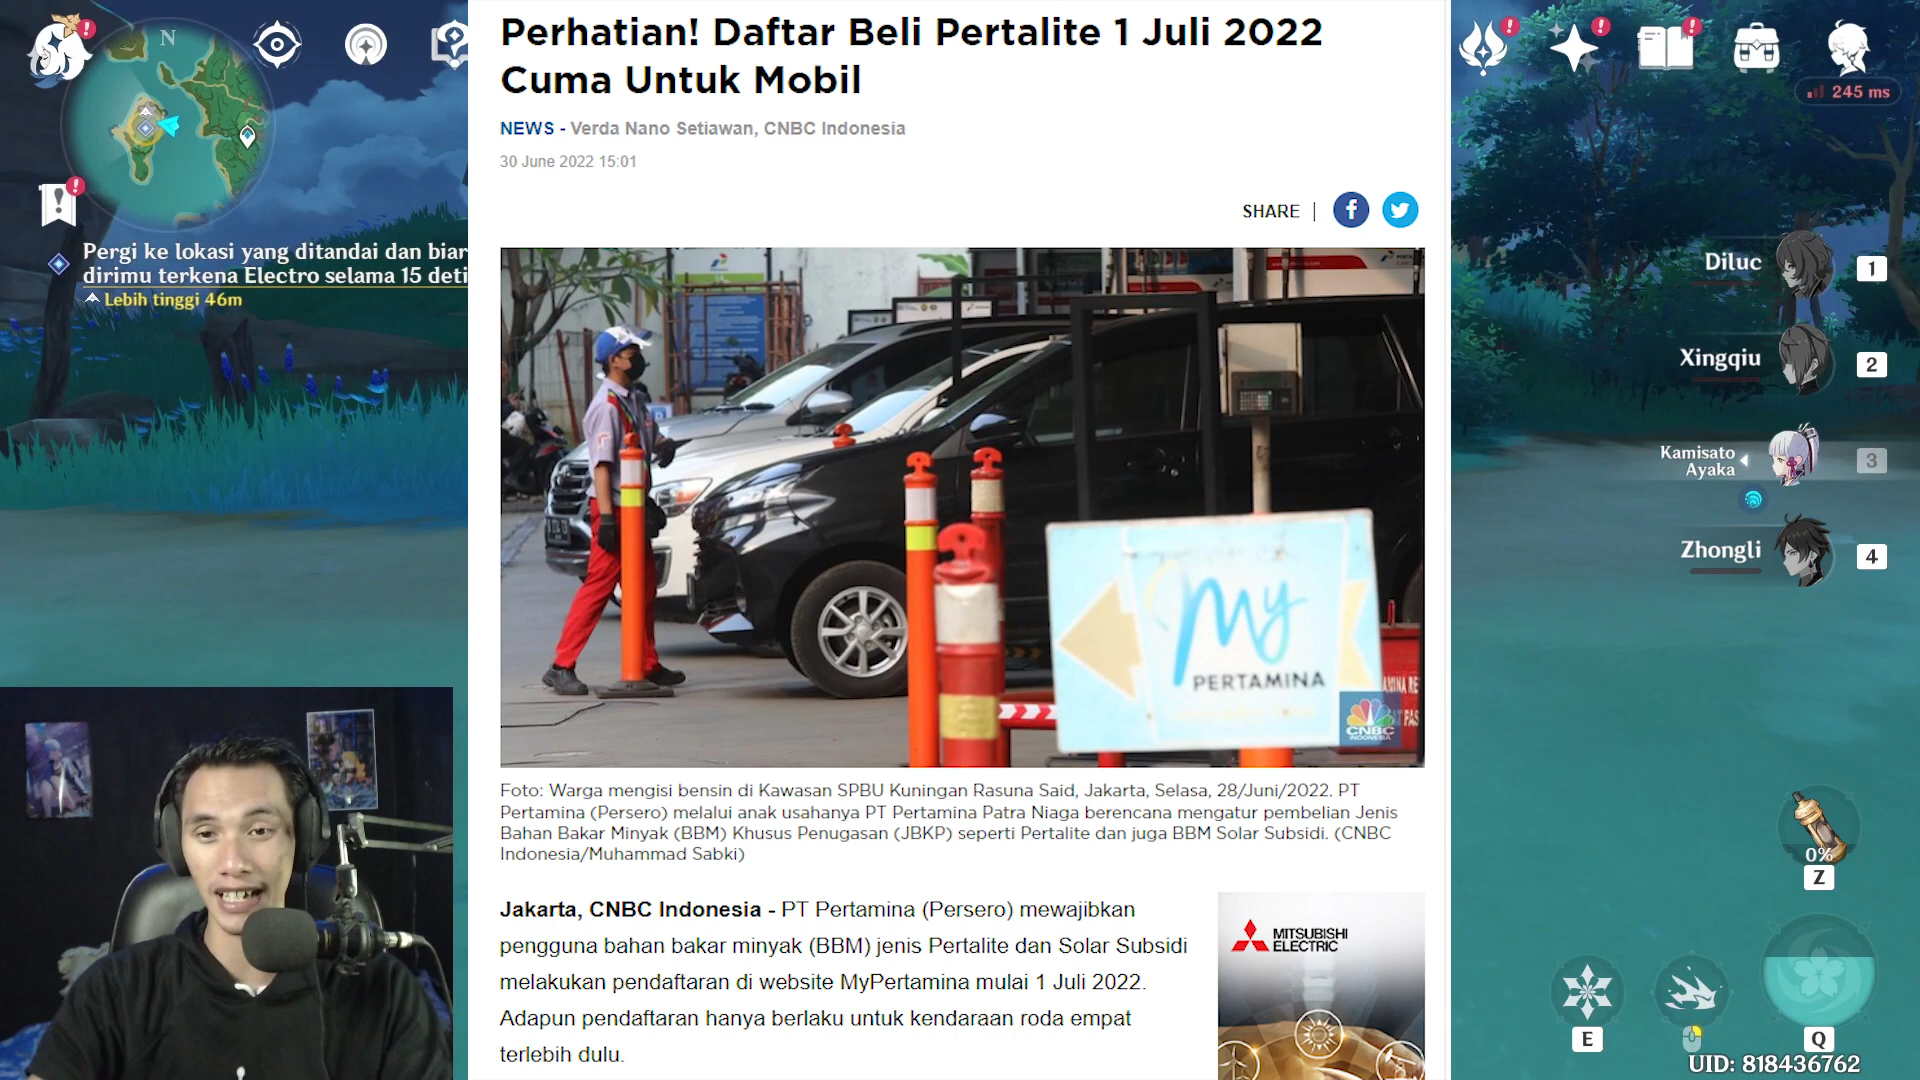 N
Pergi ke lokasi yang ditandai dan biar
dirimu terkena Electro selama 15 deti
Lebih tinggi 46m
Perhatian! Daftar Beli Pertalite 1 Juli 2022
Cuma Untuk Mobil
NEWS - Verda Nano Setiawan, CNBC Indonesia
30 June 2022 15:01
SHARE |
My
PERTAMINA
CNBC
INDONESIA
Foto: Warga mengisi bensin di Kawasan SPBU Kuningan Rasuna Said, Jakarta, Selasa, 28/Juni/2022. PT
Pertamina (Persero) melalui anak usahanya PT Pertamina Patra Niaga berencana mengatur pembelian Jenis
Bahan Bakar Minyak (BBM) Khusus Penugasan (JBKP) seperti Pertalite dan juga BBM Solar Subsidi. (CNBC
Indonesia/Muhammad Sabki)
Jakarta, CNBC Indonesia - PT Pertamina (Persero) mewajibkan
pengguna bahan bakar minyak (BBM) jenis Pertalite dan Solar Subsidi
melakukan pendaftaran di website MyPertamina mulai 1 Juli 2022.
Adapun pendaftaran hanya berlaku untuk kendaraan roda empat
terlebih dulu.
MITSUBISHI
ELECTRIC
245 ms
Diluc
1
Xingqiu
2
Kamisato
Ayaka
3
Zhongli
4
0%
Z
E
Q
UID: 818436762